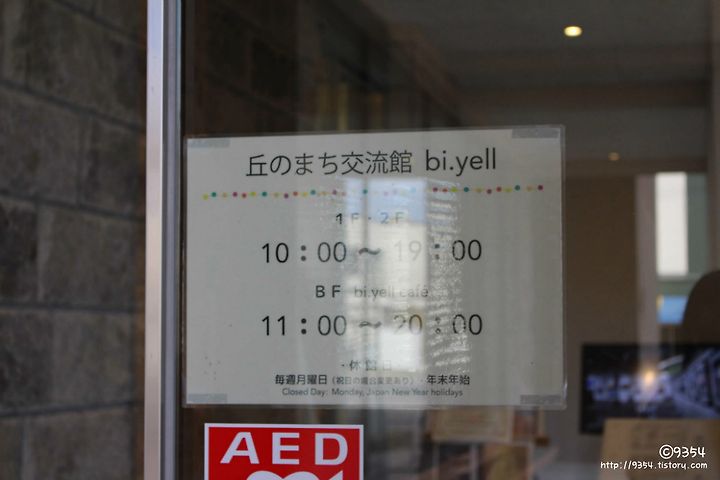 丘のまち交流館 bi.yell
1F・2F
10：00～19：00
BF bi.yell café
11：00～20：00
・休館日・
毎週月曜日（祝日の場合変更あり）・年末年始
Closed Day: Monday, Japan New Year holidays
AED
©9354
http://9354.tistory.com